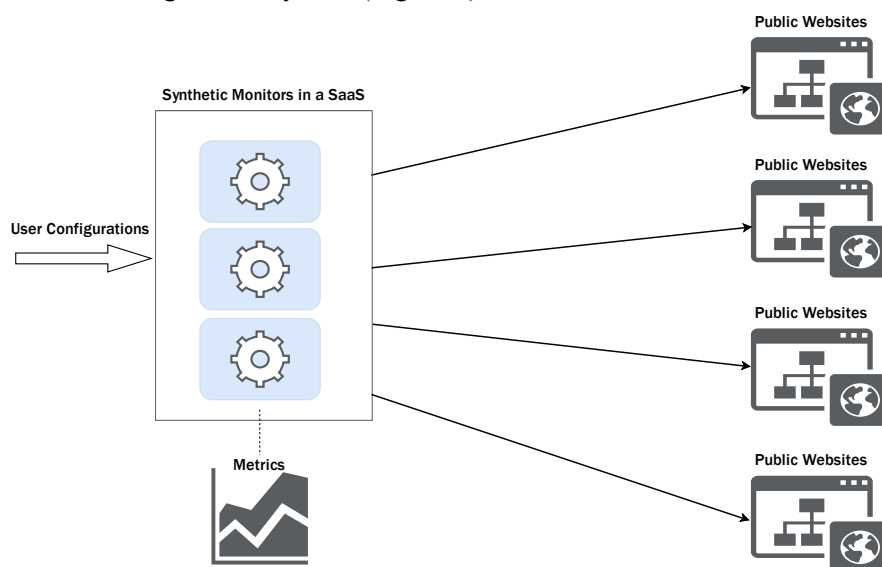 Public Websites
Synthetic Monitors in a SaaS
Public Websites
User Configurations
Public Websites
Metrics
Public Websites